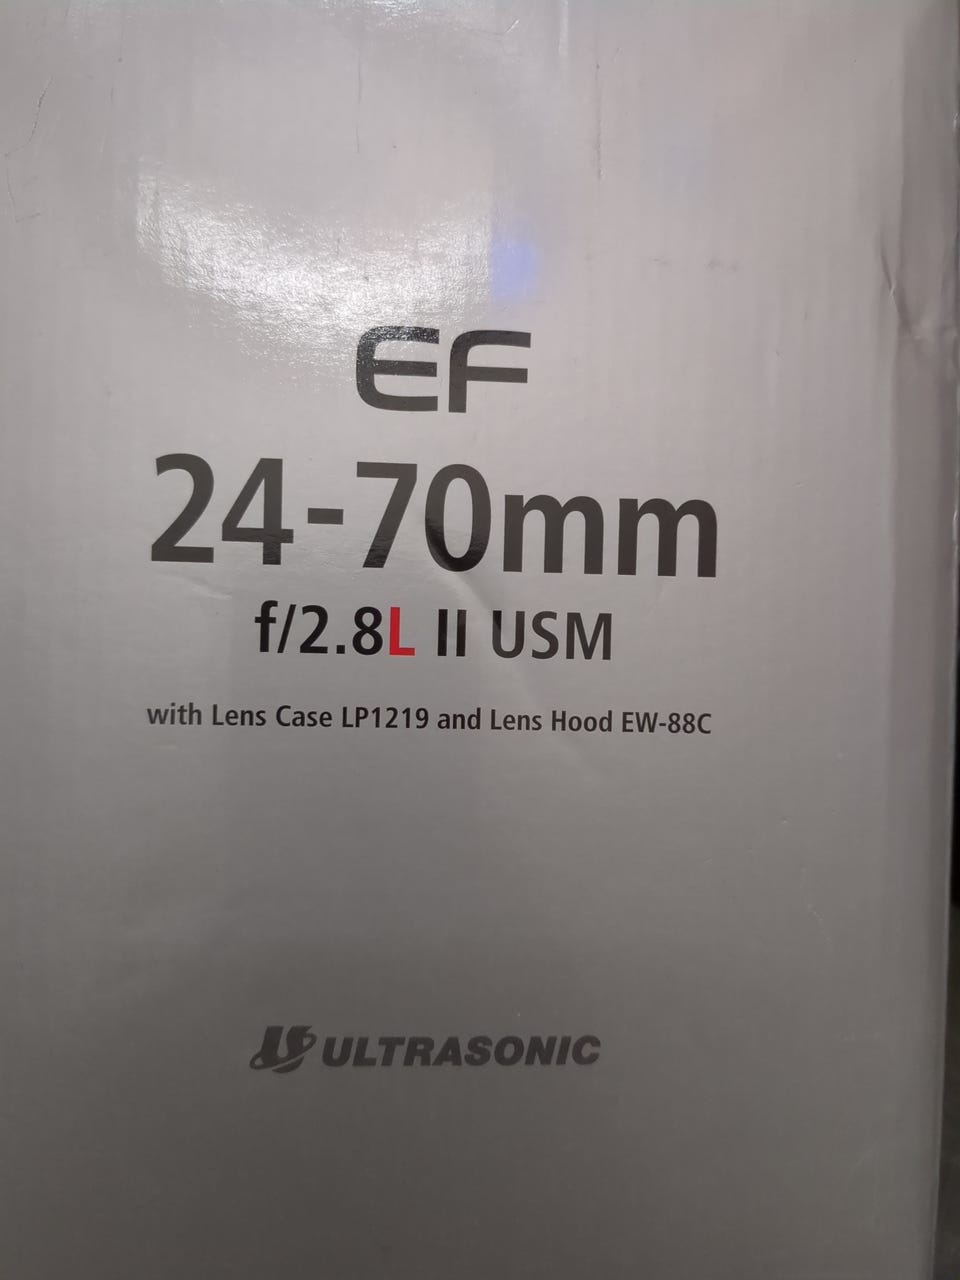 EF
24-70mm
f/2.8L II USM
with Lens Case LP1219 and Lens Hood EW-88C
ULTRASONIC